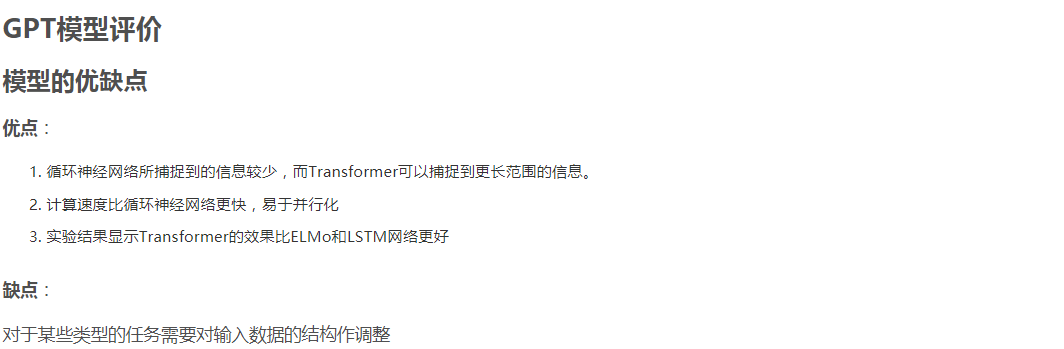 GPT模型评价
模型的优缺点
优点：
1. 循环神经网络所捕捉到的信息较少，而Transformer可以捕捉到更长范围的信息。
2. 计算速度比循环神经网络更快，易于并行化
3. 实验结果显示Transformer的效果比ELMo和LSTM网络更好
缺点：
对于某些类型的任务需要对输入数据的结构作调整